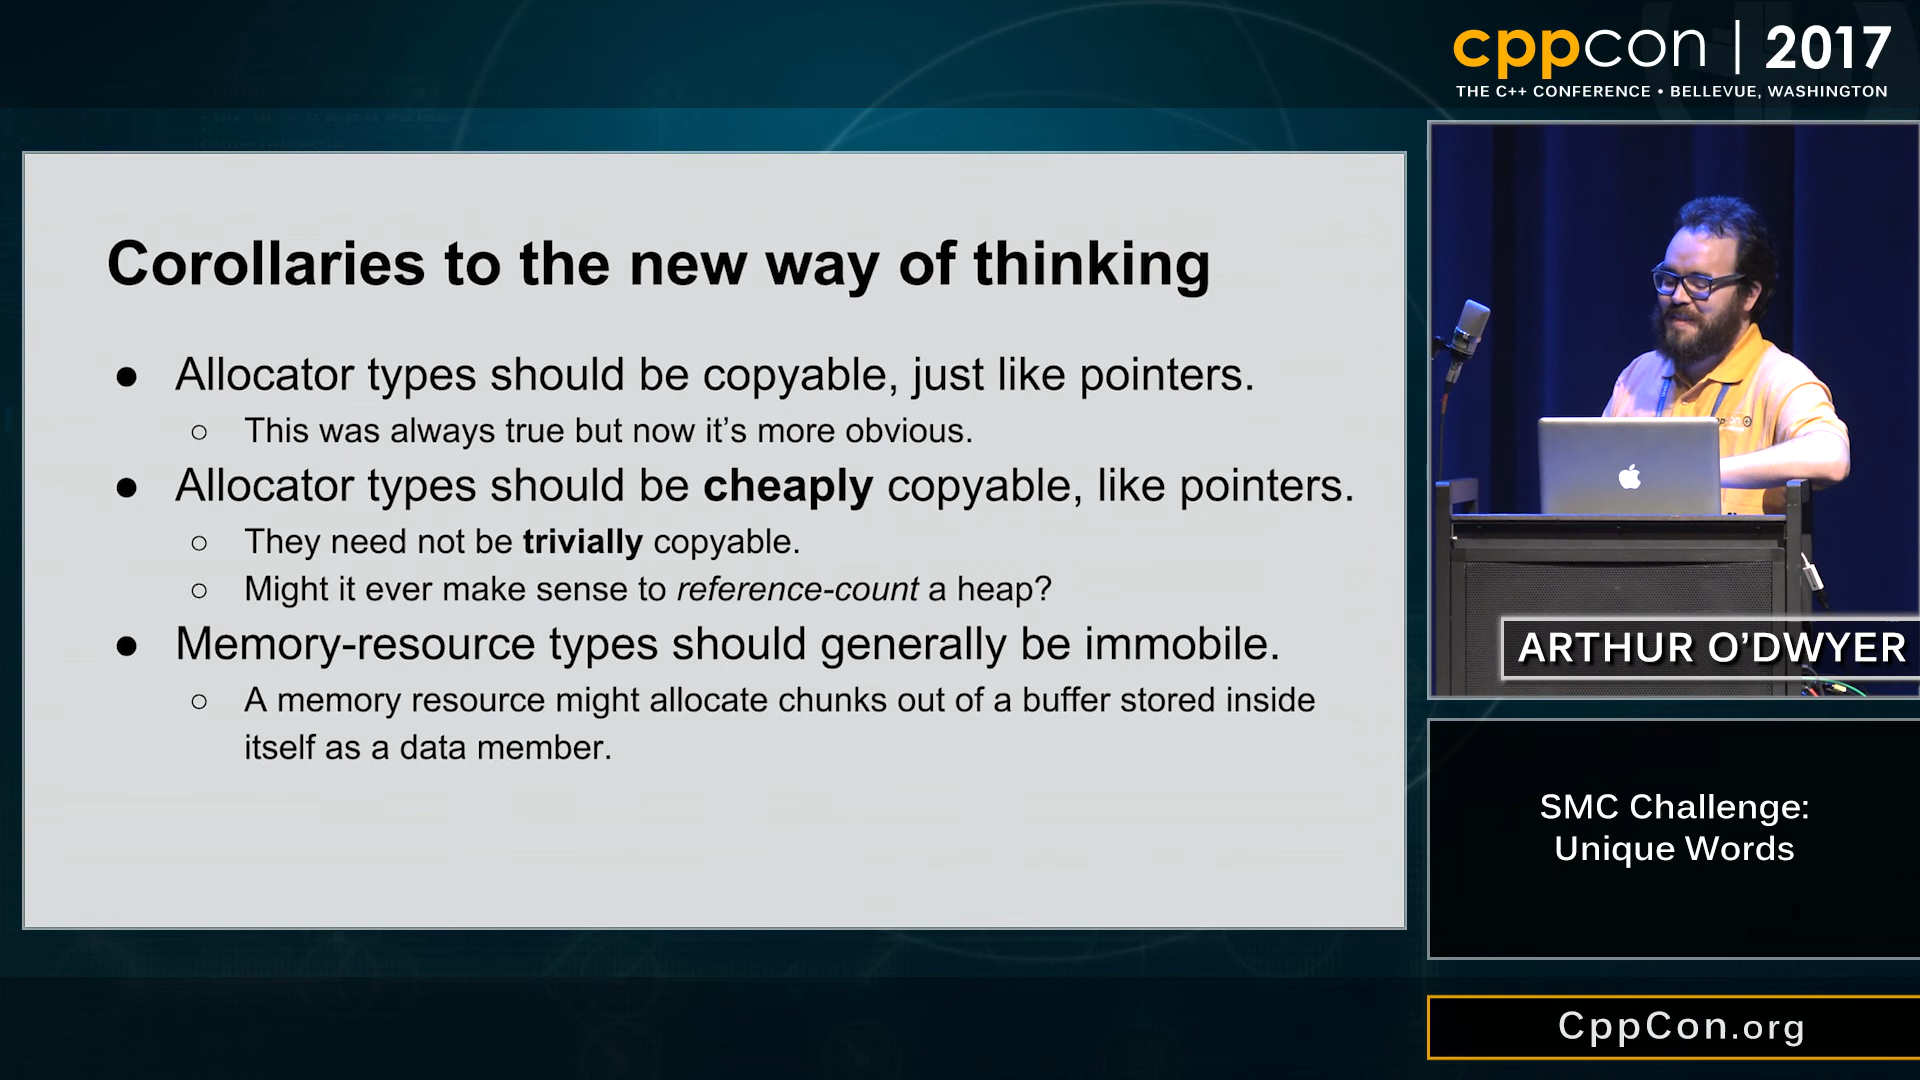 cppcon | 2017
THE C++ CONFERENCE • BELLEVUE, WASHINGTON
Corollaries to the new way of thinking
● Allocator types should be copyable, just like pointers.
○ This was always true but now it’s more obvious.
● Allocator types should be cheaply copyable, like pointers.
○ They need not be trivially copyable.
○ Might it ever make sense to reference-count a heap?
● Memory-resource types should generally be immobile.
○ A memory resource might allocate chunks out of a buffer stored inside
itself as a data member.
ARTHUR O’DWYER
SMC Challenge:
Unique Words
CppCon.org